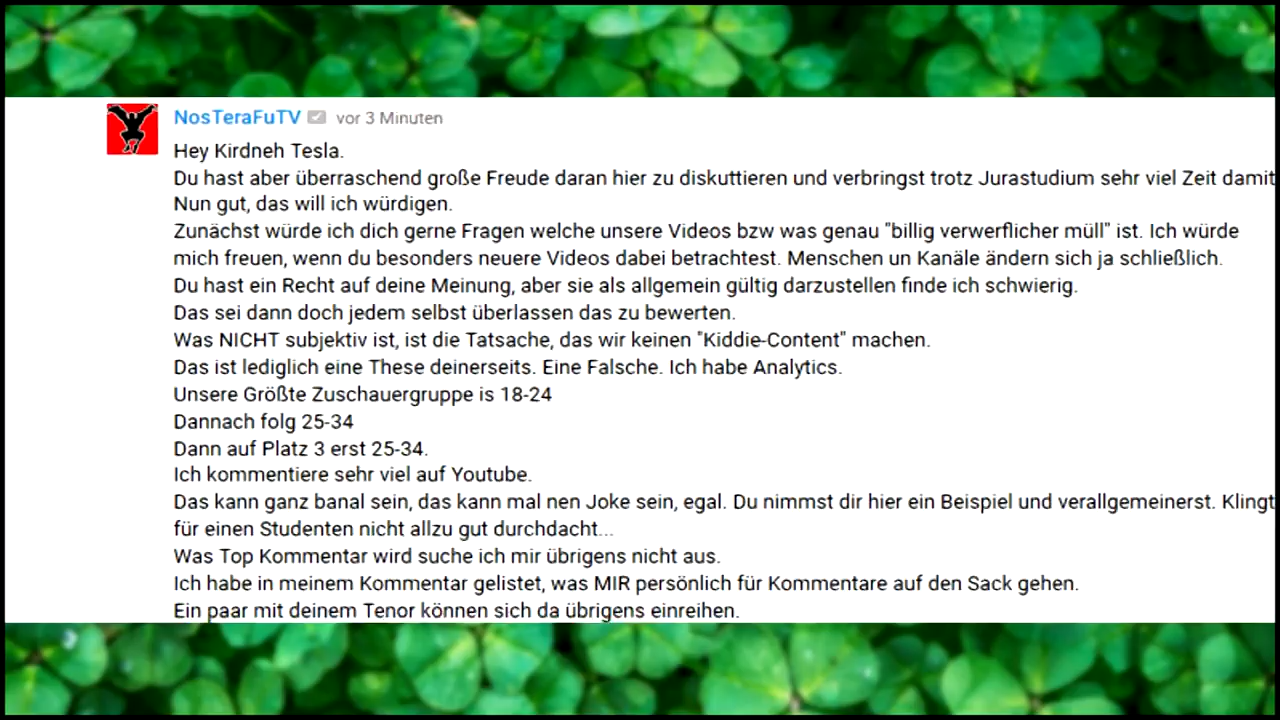 NosTeraFuTV vor 3 Minuten
Hey Kirdneh Tesla.
Du hast aber überraschend große Freude daran hier zu diskuttieren und verbringst trotz Jurastudium sehr viel Zeit damit
Nun gut, das will ich würdigen.
Zunächst würde ich dich gerne Fragen welche unsere Videos bzw was genau "billig verwerflicher müll" ist. Ich würde
mich freuen, wenn du besonders neuere Videos dabei betrachtest. Menschen un Kanäle ändern sich ja schließlich.
Du hast ein Recht auf deine Meinung, aber sie als allgemein gültig darzustellen finde ich schwierig.
Das sei dann doch jedem selbst überlassen das zu bewerten.
Was NICHT subjektiv ist, ist die Tatsache, das wir keinen "Kiddie-Content" machen.
Das ist lediglich eine These deinerseits. Eine Falsche. Ich habe Analytics.
Unsere Größte Zuschauergruppe is 18-24
Dannach folg 25-34
Dann auf Platz 3 erst 25-34.
Ich kommentiere sehr viel auf Youtube.
Das kann ganz banal sein, das kann mal nen Joke sein, egal. Du nimmst dir hier ein Beispiel und verallgemeinerst. Klingt
für einen Studenten nicht allzu gut durchdacht...
Was Top Kommentar wird suche ich mir übrigens nicht aus.
Ich habe in meinem Kommentar gelistet, was MIR persönlich für Kommentare auf den Sack gehen.
Ein paar mit deinem Tenor können sich da übrigens einreihen.